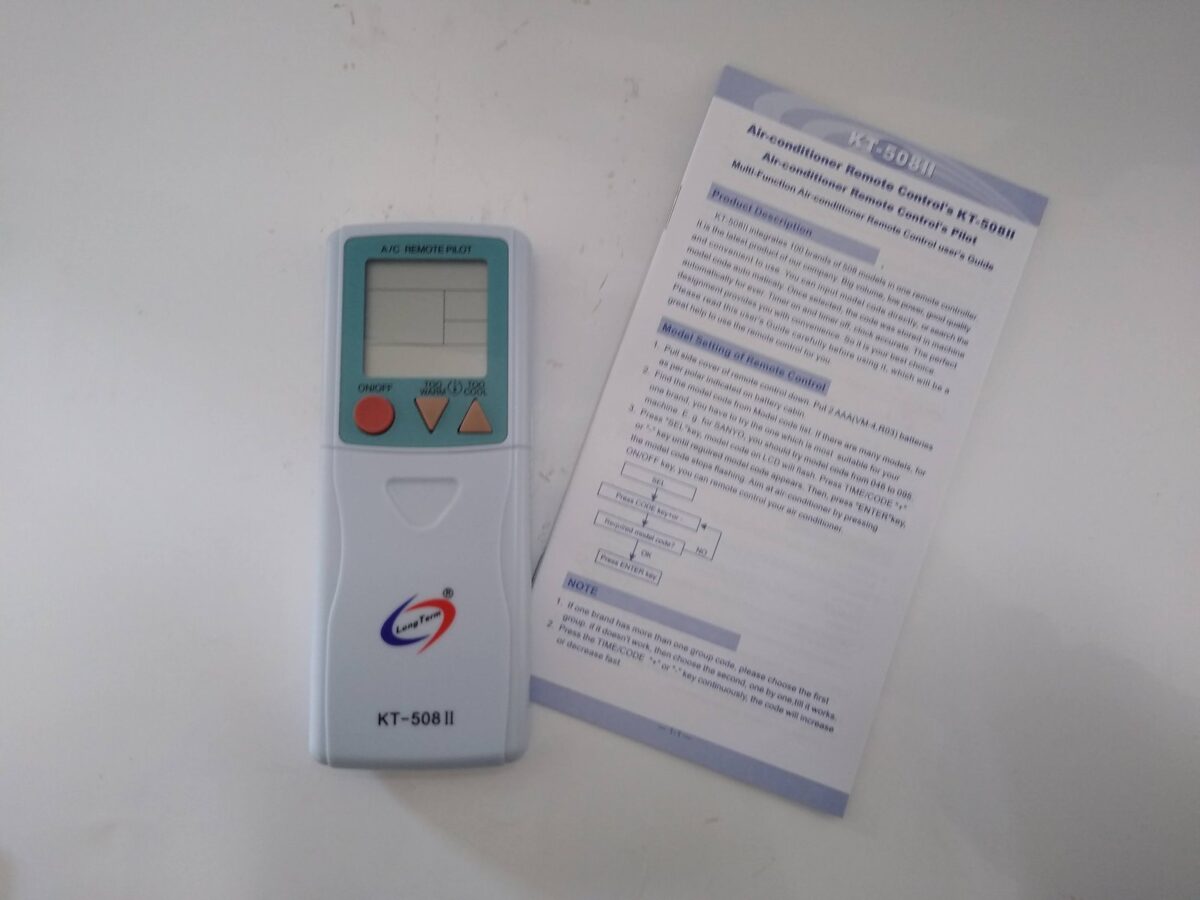 A/C REMOTE PILOT
ON/OFF
TOO WARM
TOO COOL
LongTerm®
KT-508 II
KT-508II
Air-conditioner Remote Control's KT-508II
Air-conditioner Remote Control's Pilot
Multi-Function Air-conditioner Remote Control user's Guide
Product Description
KT-508II integrates 100 brands of 508 models in one remote controller
It is the latest product of our company. Big volume, low power, good quality
and convenient to use. You can input model code directly, or search the
model code auto maticaly. Once selected, the code was stored in machine
automatically for ever. Timer on and timer off, clock accurate. The perfect
designment provides you with convenience. So it is your best choice
Please read this user's Guide carefully before using it, which will be a
great help to use the remote control for you.
Model Setting of Remote Control
1. Pull side cover of remote control down. Put 2 AAA(VM-4,R03) batteries
as per polar indicated on battery cabin.
2. Find the model code from Model code list. If there are many models, for
one brand, you have to try the one which is most suitable for your
machine. E. g. for SANYO, you should try model code from 046 to 096.
3. Press "SEL"key, model code on LCD will flash. Press TIME/CODE "+"
or "-" key until reguired model code appears. Then, press "ENTER"key,
the model code stops flashing. Aim at air conditioner by pressing
ON/OFF key, you can remote control your air conditioner.
SEL
Press CODE key+or -
Required model code?
NO
OK
Press ENTER key
NOTE
1. If one brand has more than one group code, please choose the first
group. If it doesn't work, then choose the second, one by one,till it works.
2. Press the TIME/CODE "+" or "-" key continuously, the code will increase
or decrease fast